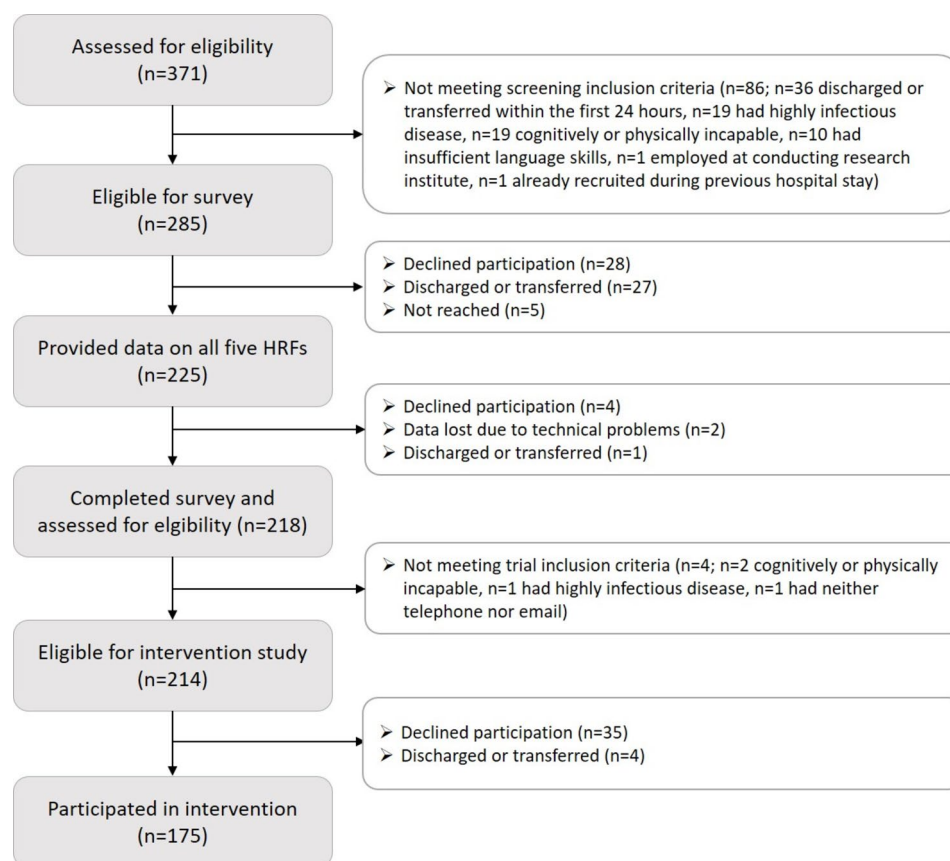 Assessed for eligibility
(n=371)
➢ Not meeting screening inclusion criteria (n=86; n=36 discharged or
transferred within the first 24 hours, n=19 had highly infectious
disease, n=19 cognitively or physically incapable, n=10 had
insufficient language skills, n=1 employed at conducting research
institute, n=1 already recruited during previous hospital stay)
Eligible for survey
(n=285)
➢ Declined participation (n=28)
➢ Discharged or transferred (n=27)
➢ Not reached (n=5)
Provided data on all five HRFs
(n=225)
➢ Declined participation (n=4)
➢ Data lost due to technical problems (n=2)
➢ Discharged or transferred (n=1)
Completed survey and
assessed for elgibility (n=218)
➢ Not meeting trial inclusion criteria (n=4; n=2 cognitively or physically
incapable, n=1 had highly infectious disease, n=1 had neither
telephone nor email)
Eligible for intervention study
(n=214)
➢ Declined participation (n=35)
➢ Discharged or transferred (n=4)
Participated in intervention
(n=175)